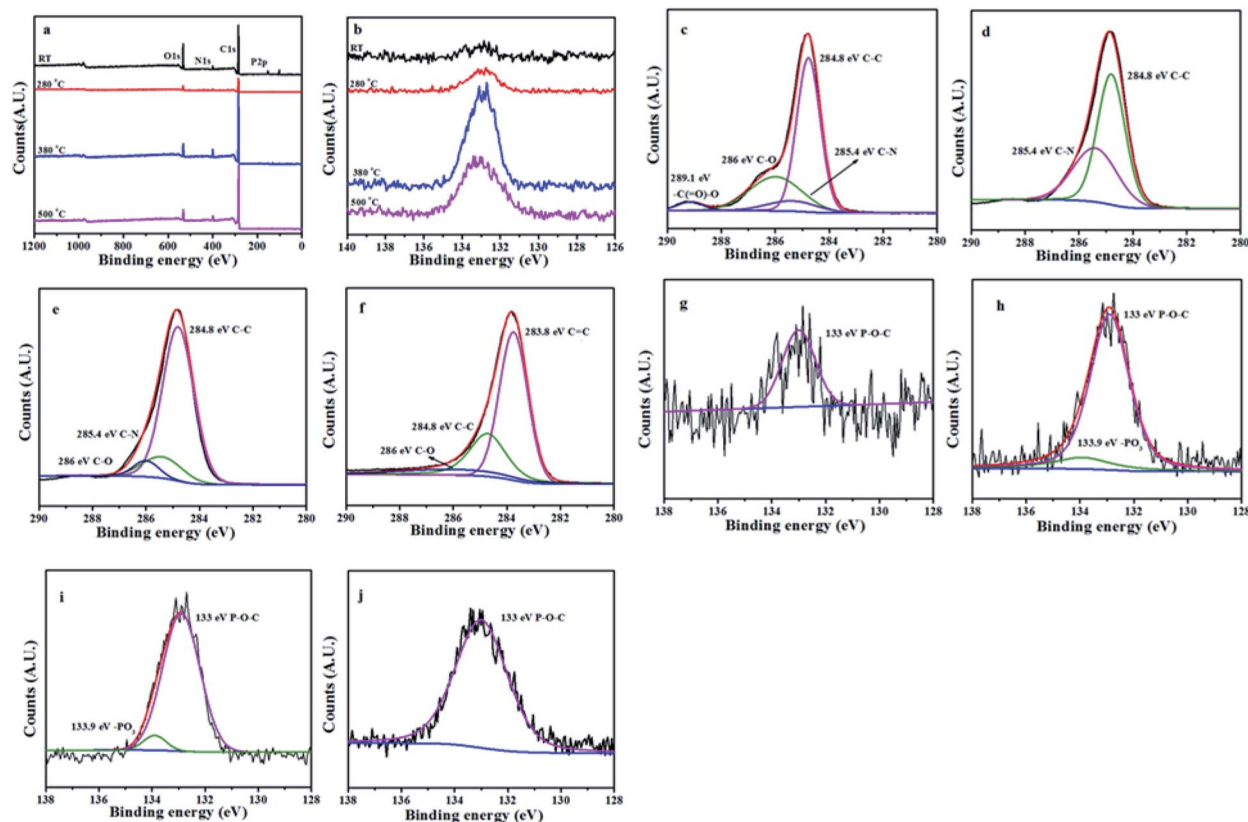 a
O1s
C1s
N1s
P2p
RT
280 °C
380 °C
500 °C
Counts(A.U.)
1200 1000 800 600 400 200 0
Binding energy (eV)
b
RT
280 °C
380 °C
500 °C
Counts(A.U.)
140 138 136 134 132 130 128 126
Binding energy (eV)
c
284.8 eV C-C
286 eV C-O
285.4 eV C-N
289.1 eV
-C(=O)-O
Counts (A.U.)
290 288 286 284 282 280
Binding energy (eV)
d
284.8 eV C-C
285.4 eV C-N
Counts (A.U.)
290 288 286 284 282 280
Binding energy (eV)
e
284.8 eV C-C
285.4 eV C-N
286 eV C-O
Counts (A.U.)
290 288 286 284 282 280
Binding energy (eV)
f
283.8 eV C=C
284.8 eV C-C
286 eV C-O
Counts (A.U.)
290 288 286 284 282 280
Binding energy (eV)
g
133 eV P-O-C
Counts (A.U.)
138 136 134 132 130 128
Binding energy (eV)
h
133 eV P-O-C
133.9 eV -PO3
Counts (A.U.)
138 136 134 132 130 128
Binding energy (eV)
i
133 eV P-O-C
133.9 eV -PO3
Counts (A.U.)
138 136 134 132 130 128
Binding energy (eV)
j
133 eV P-O-C
Counts (A.U.)
138 136 134 132 130 128
Binding energy (eV)